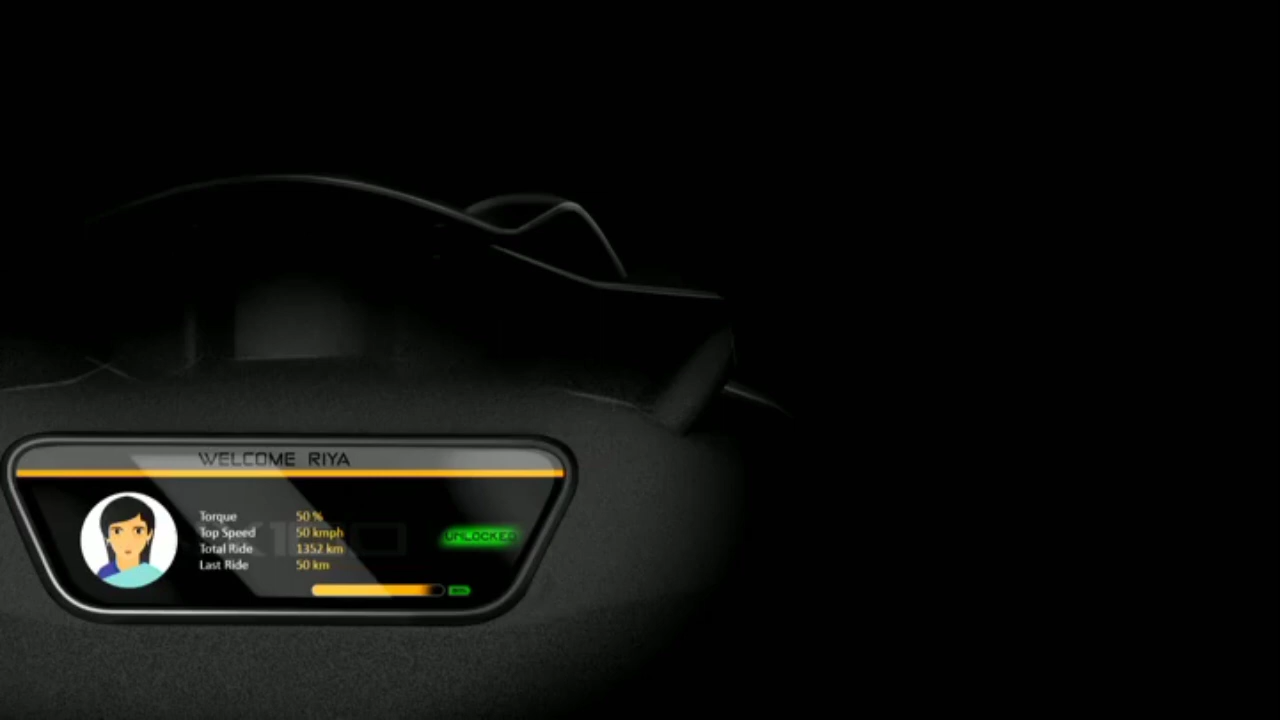 WELCOME RIYA
Torque 50 %
Top Speed 50 kmph
Total Ride 1352 km
Last Ride 50 km
UNLOCKED